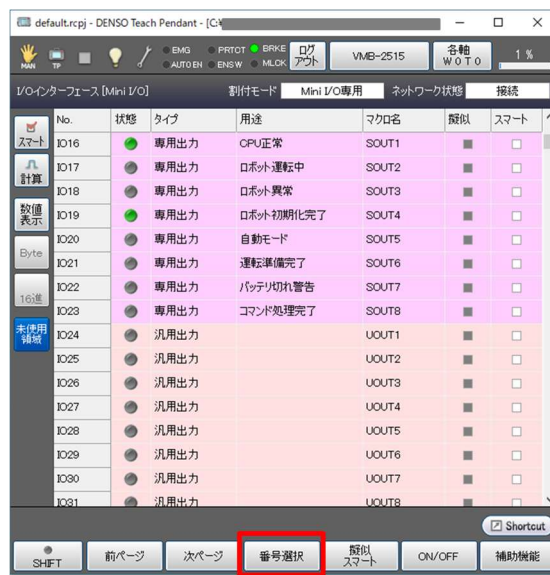 default.rcpj - DENSO Teach Pendant - [C:¥
MAN TP EMG PRTCT BRKE ログアウト VMB-2515 各軸 W0 T0 1 %
AUTO EN ENSW MLCK
I/Oインターフェース [Mini I/O] 割付モード Mini I/O専用 ネットワーク状態 接続
No. 状態 タイプ 用途 マクロ名 擬似 スマート
IO16 専用出力 CPU正常 SOUT1
IO17 専用出力 ロボット運転中 SOUT2
IO18 専用出力 ロボット異常 SOUT3
IO19 専用出力 ロボット初期化完了 SOUT4
IO20 専用出力 自動モード SOUT5
IO21 専用出力 運転準備完了 SOUT6
IO22 専用出力 バッテリ切れ警告 SOUT7
IO23 専用出力 コマンド処理完了 SOUT8
IO24 汎用出力 UOUT1
IO25 汎用出力 UOUT2
IO26 汎用出力 UOUT3
IO27 汎用出力 UOUT4
IO28 汎用出力 UOUT5
IO29 汎用出力 UOUT6
IO30 汎用出力 UOUT7
IO31 汎用出力 UOUT8
スマート
計算
数値表示
Byte
16進
未使用領域
Shortcut
SHIFT 前ページ 次ページ 番号選択 擬似スマート ON/OFF 補助機能